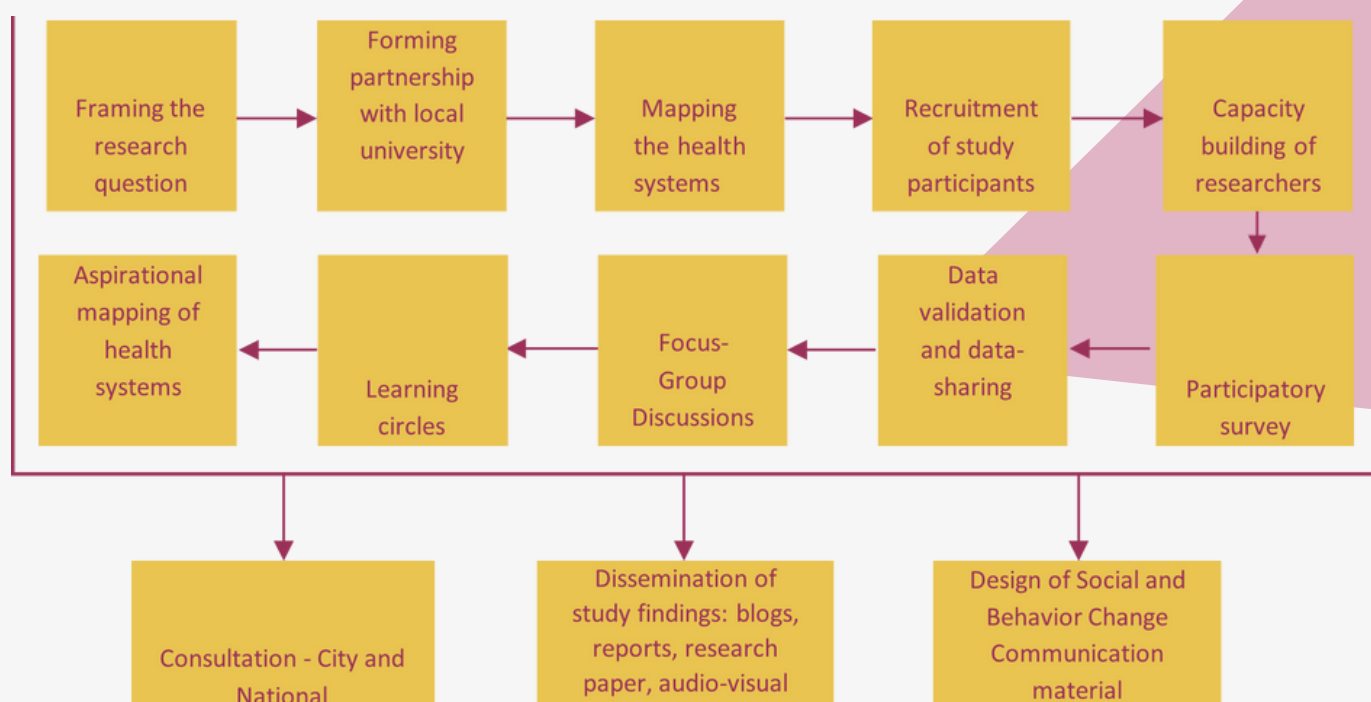 Framing the
research
question
Forming
partnership
with local
university
Mapping
the health
systems
Recruitment
of study
participants
Capacity
building of
researchers
Aspirational
mapping of
health
systems
Learning
circles
Focus-
Group
Discussions
Data
validation
and data-
sharing
Participatory
survey
Consultation - City and
National
Dissemination of
study findings: blogs,
reports, research
paper, audio-visual
Design of Social and
Behavior Change
Communication
material